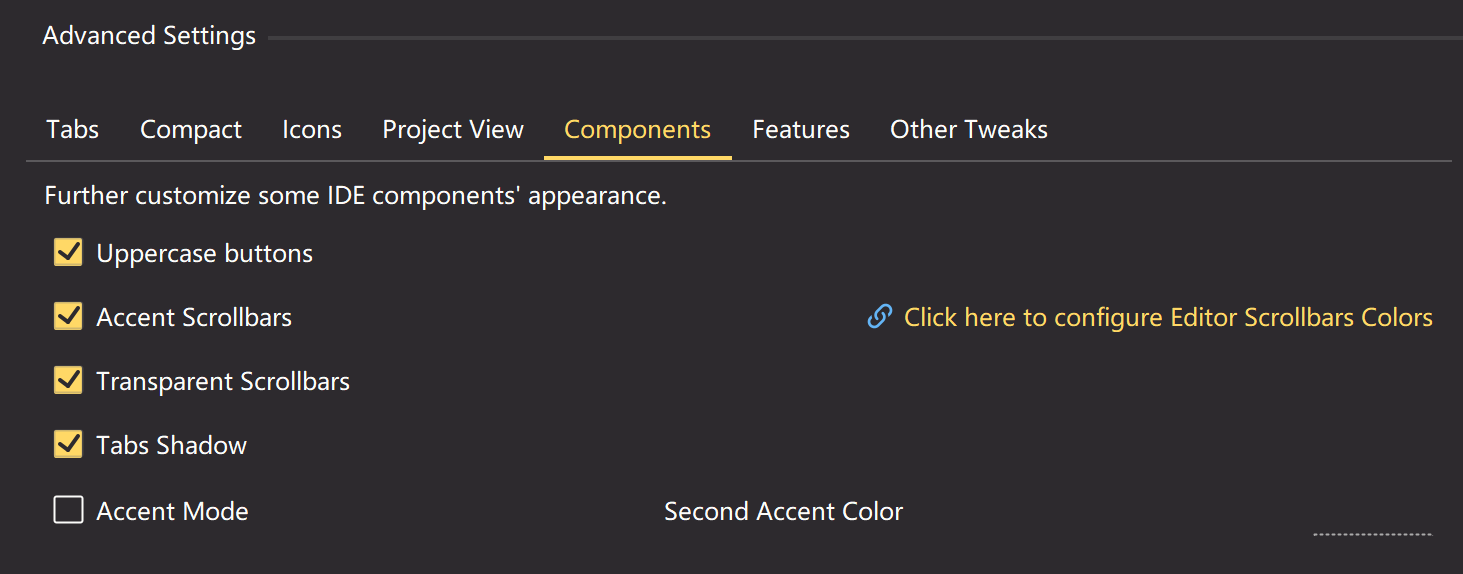 Advanced Settings
Tabs Compact Icons Project View Components Features Other Tweaks
Further customize some IDE components' appearance.
Uppercase buttons
Accent Scrollbars Click here to configure Editor Scrollbars Colors
Transparent Scrollbars
Tabs Shadow
Accent Mode Second Accent Color